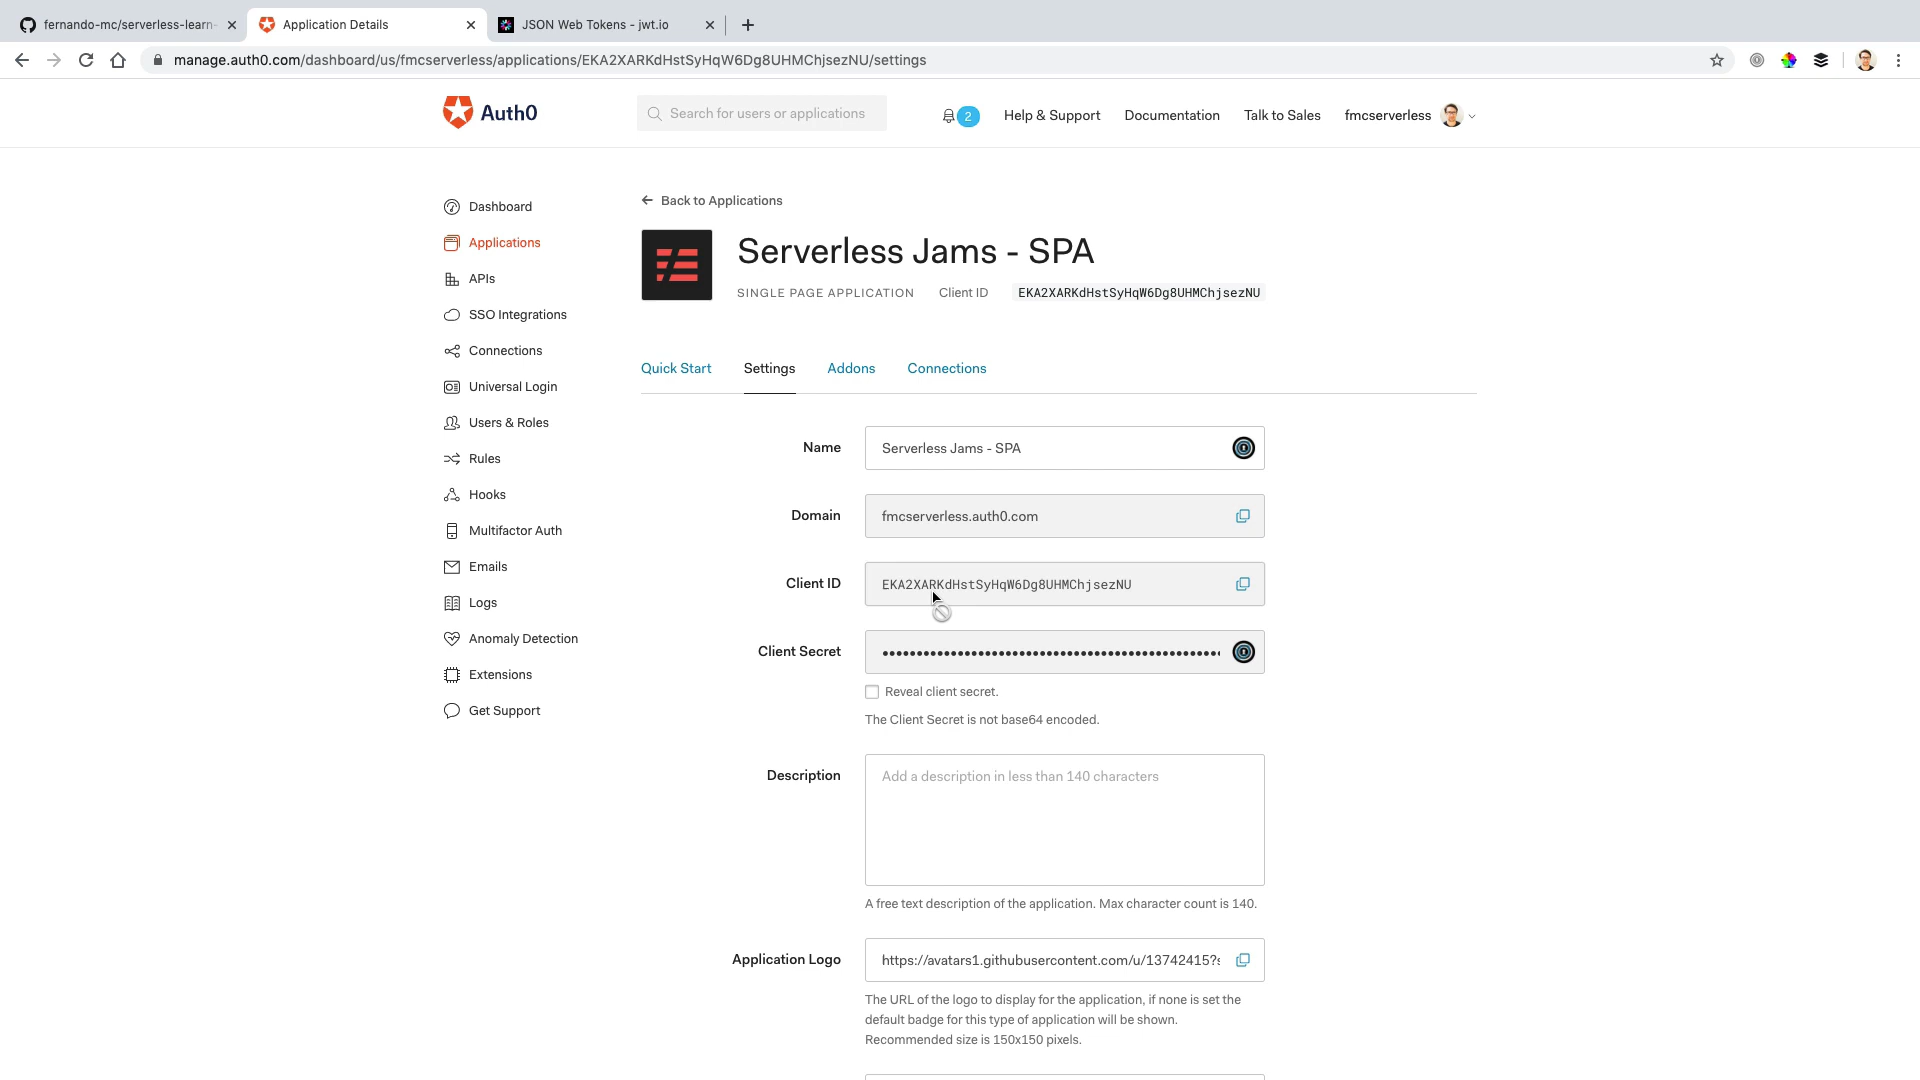 fernando-mc/serverless-learn-
Application Details
JSON Web Tokens - jwt.io
manage.auth0.com/dashboard/us/fmcserverless/applications/EKA2XARKdHstSyHqW6Dg8UHMChjsezNU/settings
Auth0
Search for users or applications
2
Help & Support
Documentation
Talk to Sales
fmcserverless
Dashboard
Applications
APIs
SSO Integrations
Connections
Universal Login
Users & Roles
Rules
Hooks
Multifactor Auth
Emails
Logs
Anomaly Detection
Extensions
Get Support
Back to Applications
Serverless Jams - SPA
SINGLE PAGE APPLICATION
Client ID
EKA2XARKdHstSyHqW6Dg8UHMChjsezNU
Quick Start
Settings
Addons
Connections
Name
Serverless Jams - SPA
Domain
fmcserverless.auth0.com
Client ID
EKA2XARKdHstSyHqW6Dg8UHMChjsezNU
Client Secret
Reveal client secret.
The Client Secret is not base64 encoded.
Description
Add a description in less than 140 characters
A free text description of the application. Max character count is 140.
Application Logo
https://avatars1.githubusercontent.com/u/13742415?s
The URL of the logo to display for the application, if none is set the
default badge for this type of application will be shown.
Recommended size is 150x150 pixels.